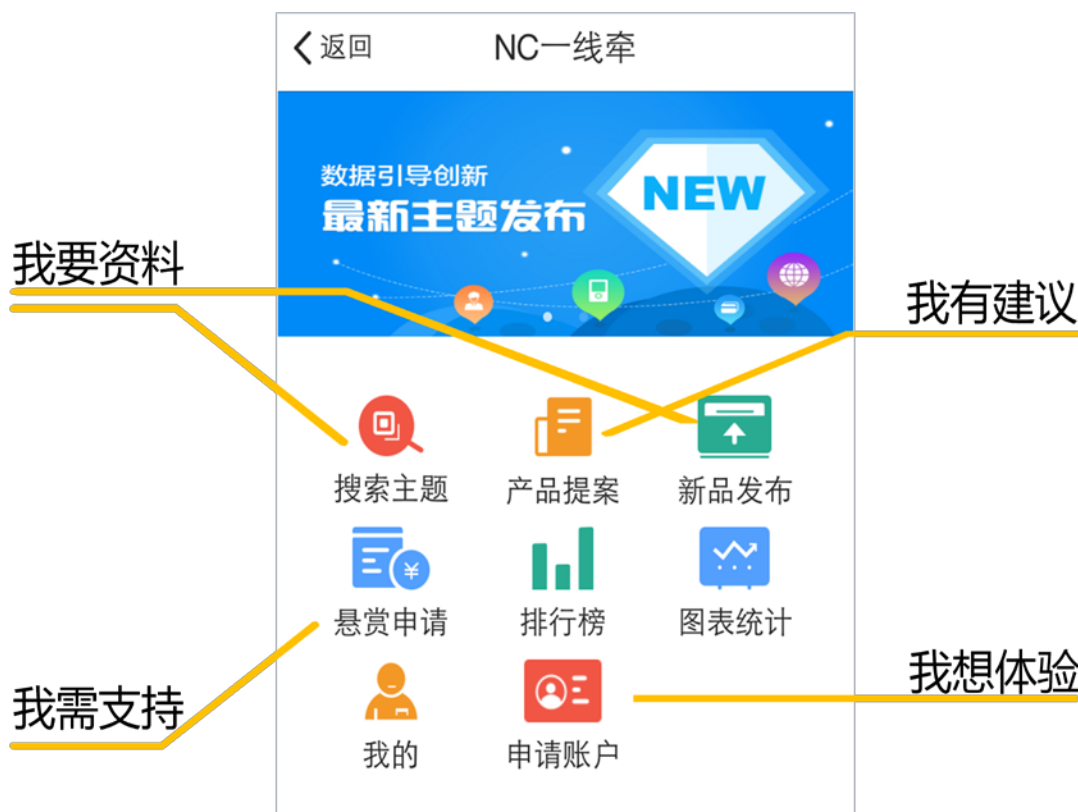 返回
NC一线牵
数据引导创新
最新主题发布
NEW
我要资料
我有建议
搜索主题
产品提案
新品发布
¥
悬赏申请
排行榜
图表统计
我需支持
我想体验
我的
申请账户